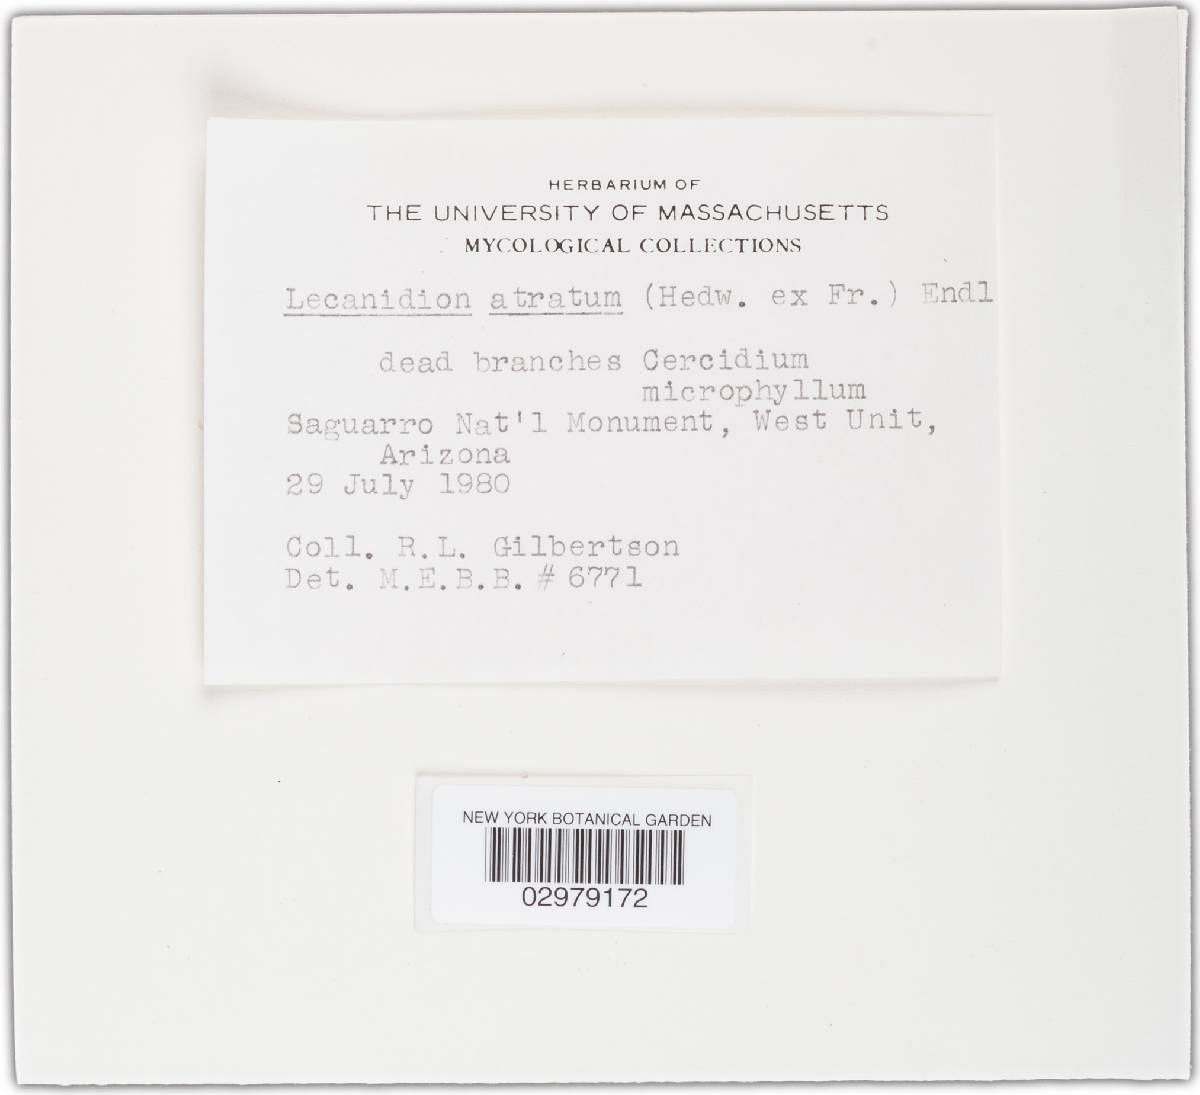 HERBARIUM OF
THE UNIVERSITY OF MASSACHUSETTS
MYCOLOGICAL COLLECTIONS
Lecanidion atratum (Hedw. ex Fr.) Endl
dead branches Cercidium
microphyllum
Saguarro Nat'l Monument, West Unit,
Arizona
29 July 1980
Coll. R.L. Gilbertson
Det. M.E.B.B. # 6771
NEW YORK BOTANICAL GARDEN
02979172